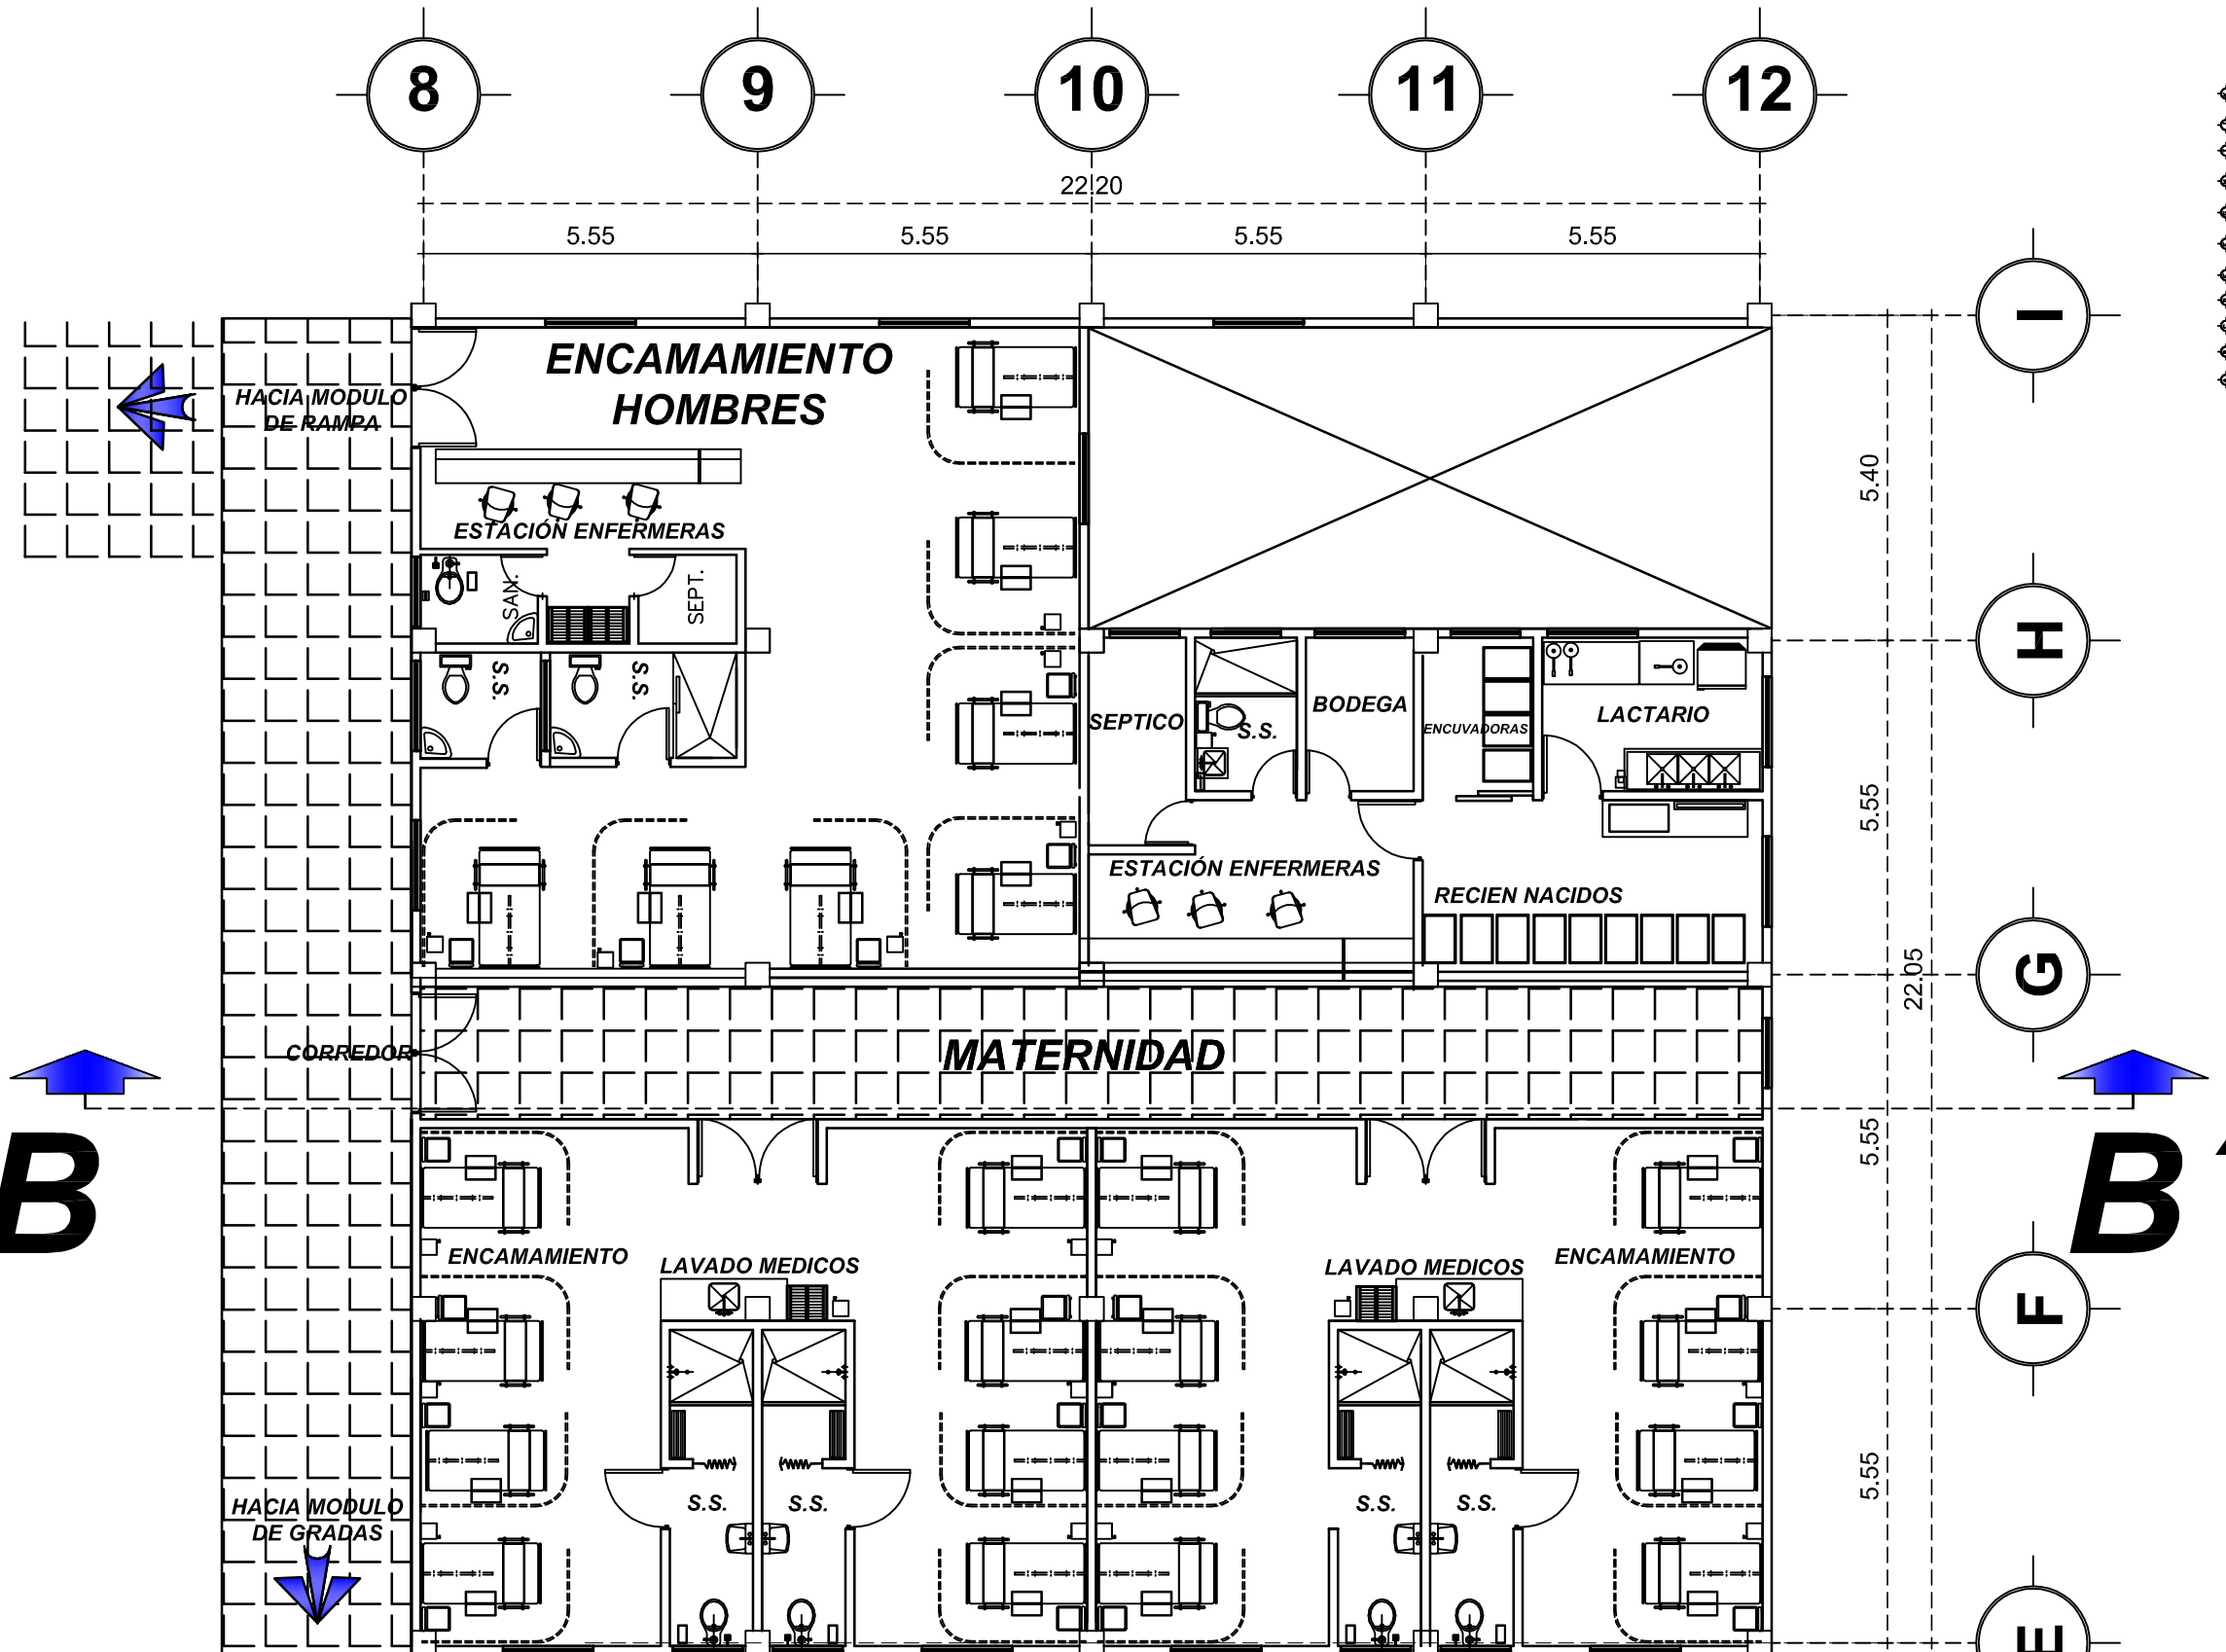 8 9 10 11 12
22.20
5.55 5.55 5.55 5.55
I
ENCAMAMIENTO
HOMBRES
HACIA MODULO
DE RAMPA
5.40
ESTACIÓN ENFERMERAS
SAN.
SEPT.
H
S.S.
S.S.
SEPTICO
S.S.
BODEGA
ENCUVADORAS
LACTARIO
5.55
ESTACIÓN ENFERMERAS
RECIEN NACIDOS
G
22.05
CORREDOR
MATERNIDAD
B
B'
5.55
ENCAMAMIENTO
LAVADO MEDICOS
LAVADO MEDICOS
ENCAMAMIENTO
F
5.55
HACIA MODULO
DE GRADAS
S.S. S.S.
S.S. S.S.
E